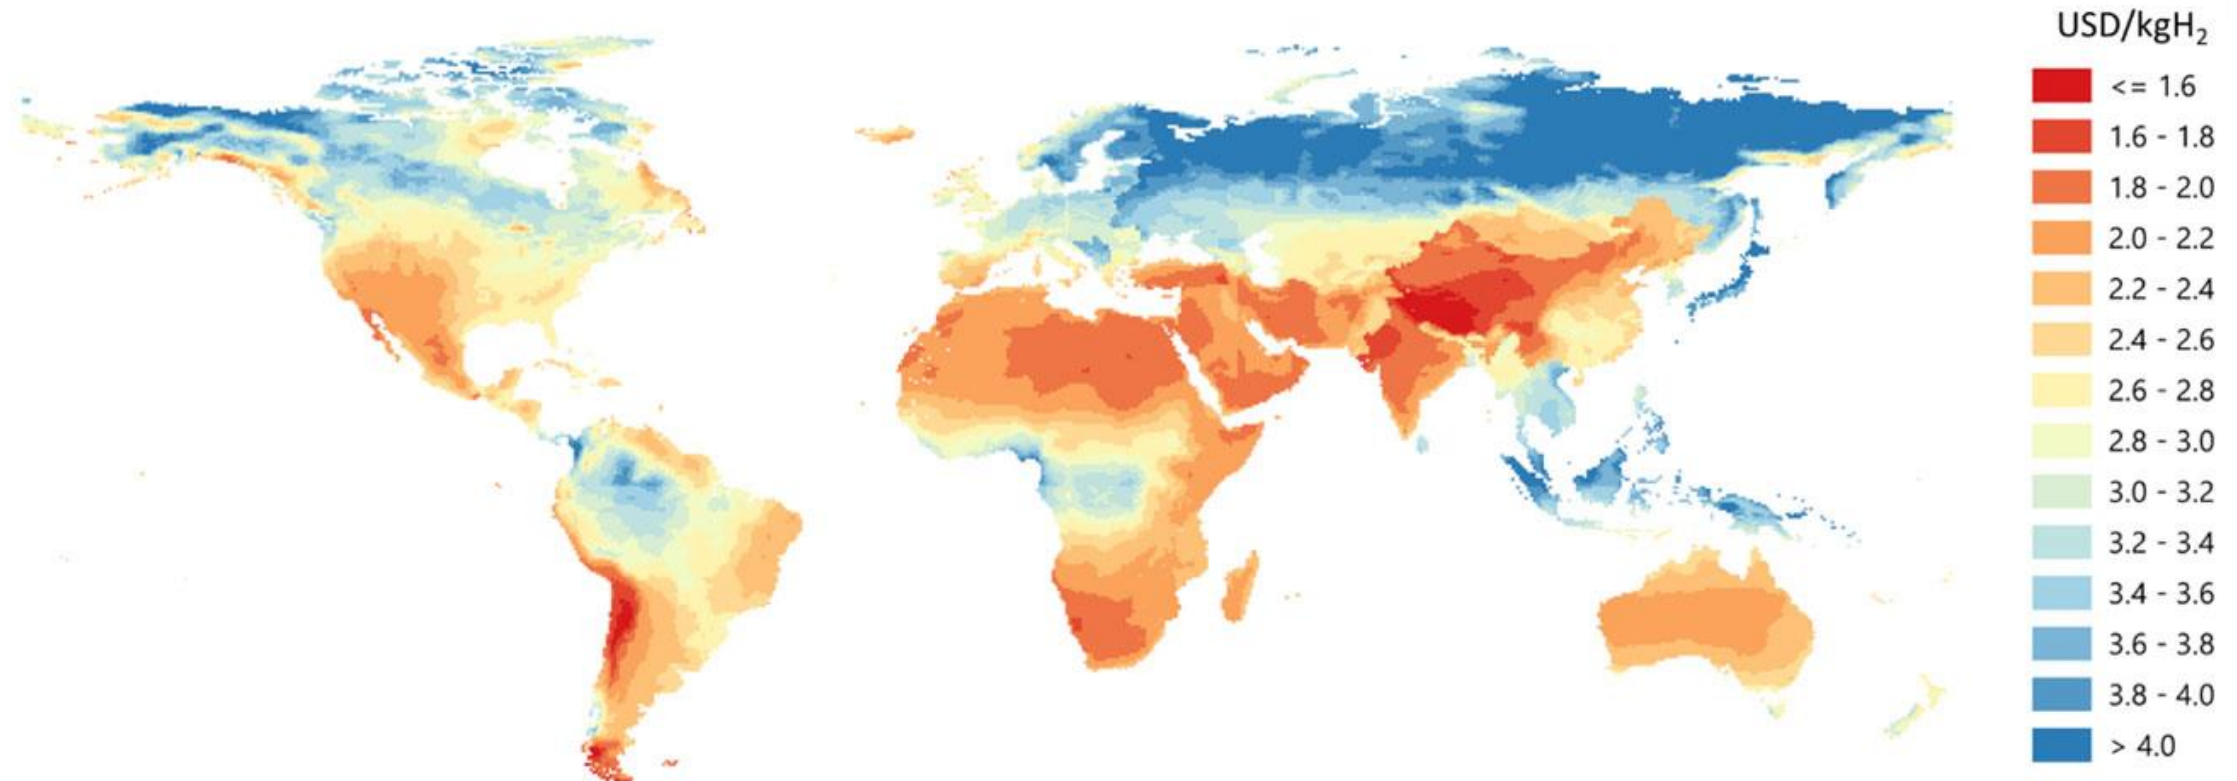 USD/kgH₂
<= 1.6
1.6 - 1.8
1.8 - 2.0
2.0 - 2.2
2.2 - 2.4
2.4 - 2.6
2.6 - 2.8
2.8 - 3.0
3.0 - 3.2
3.2 - 3.4
3.4 - 3.6
3.6 - 3.8
3.8 - 4.0
> 4.0